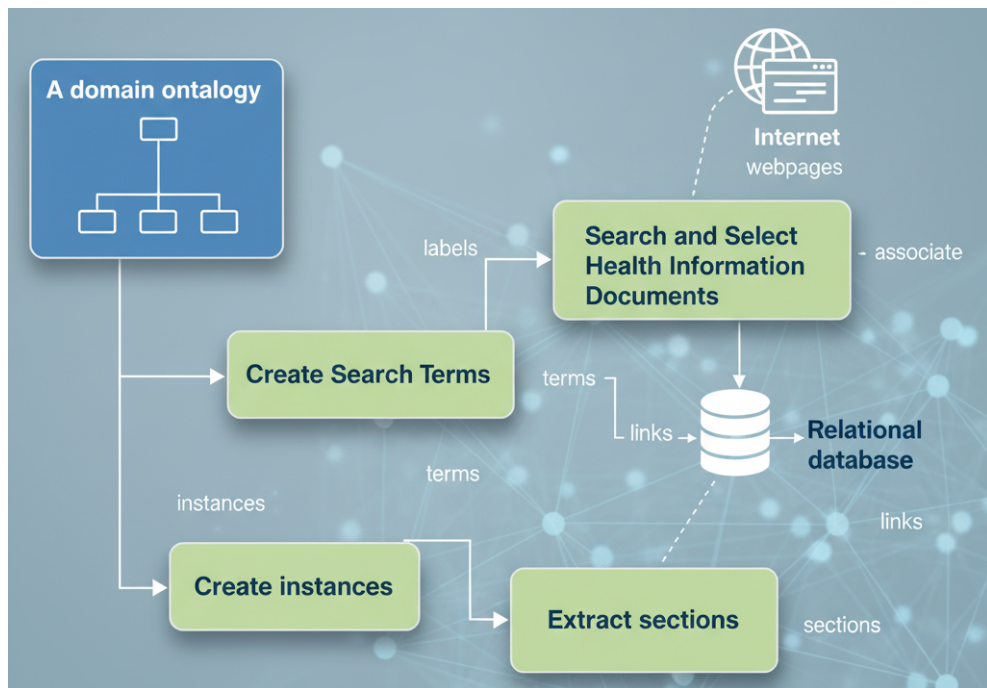 A domain ontalogy
Internet
webpages
labels
Search and Select
Health Information
Documents
associate
Create Search Terms
terms
links
Relational
database
terms
instances
links
Create instances
Extract sections
sections